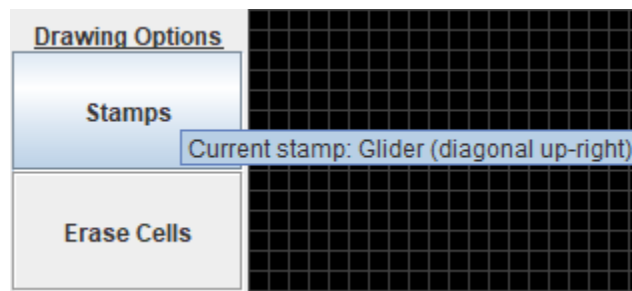 Drawing Options
Stamps
Current stamp: Glider (diagonal up-right)
Erase Cells